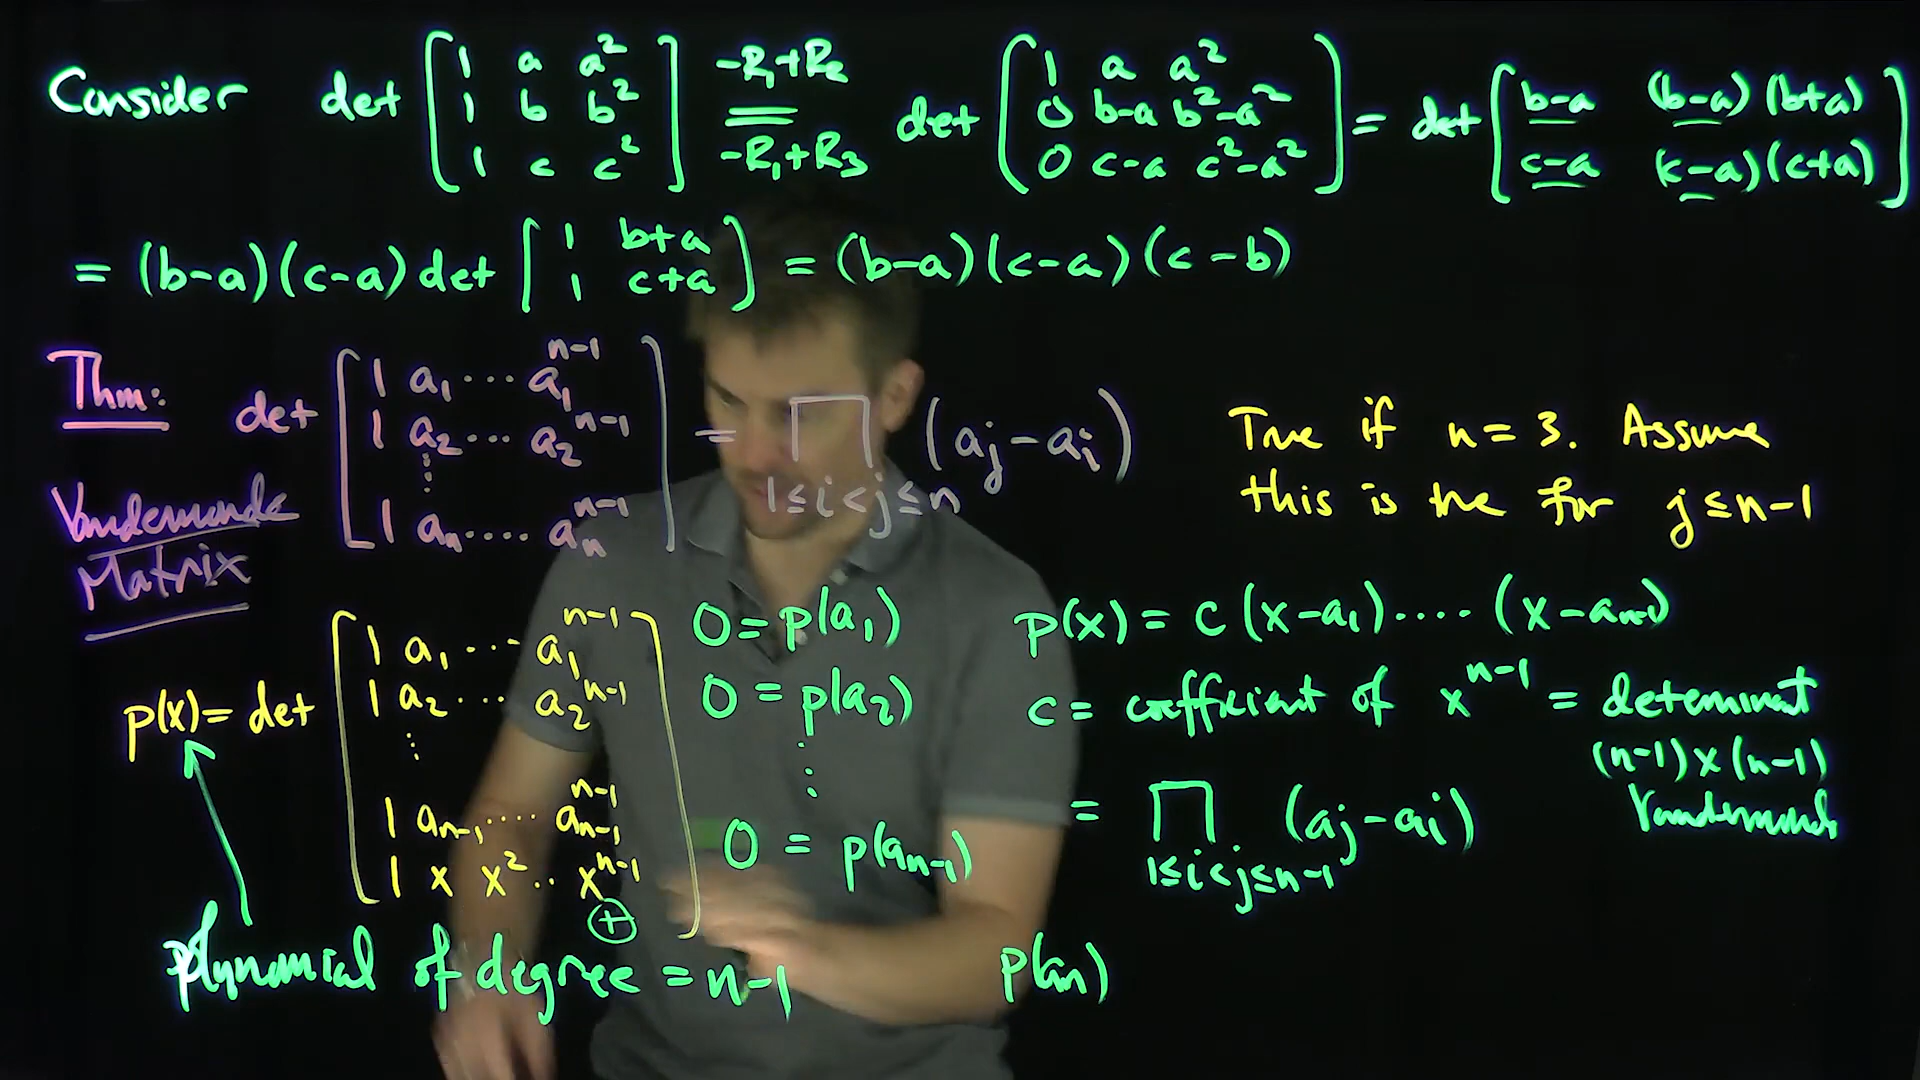 Consider det [1 a a²; 1 b b²; 1 c c²] -R₁+R₂ = -R₁+R₃ det [1 a a²; 0 b-a b²-a²; 0 c-a c²-a²] = det [b-a (b-a)(b+a); c-a (c-a)(c+a)]
= (b-a)(c-a) det [1 b+a; 1 c+a] = (b-a)(c-a)(c-b)
Thm: det [1 a₁ ... a₁ⁿ⁻¹; 1 a₂ ... a₂ⁿ⁻¹; ⋮ 1 aₙ .... aₙⁿ⁻¹] = ∏ 1≤i<j≤n (aⱼ-aᵢ)
Vandermonde
Matrix
True if n=3. Assume
this is true for j≤n-1
p(x)= det [1 a₁ ... a₁ⁿ⁻¹; 1 a₂ ... a₂ⁿ⁻¹; ⋮ 1 aₙ₋₁ .... aₙ₋₁ⁿ⁻¹; 1 x x² .. xⁿ⁻¹]
⊕
polynomial of degree = n-1
0 = p(a₁)
0 = p(a₂)
⋮
0 = p(aₙ₋₁)
p(x) = c (x-a₁) .... (x-aₙ₋₁)
c = coefficient of xⁿ⁻¹ = determinant
(n-1)x(n-1)
Vandermonde
= ∏ 1≤i<j≤n-1 (aⱼ-aᵢ)
p(aₙ)